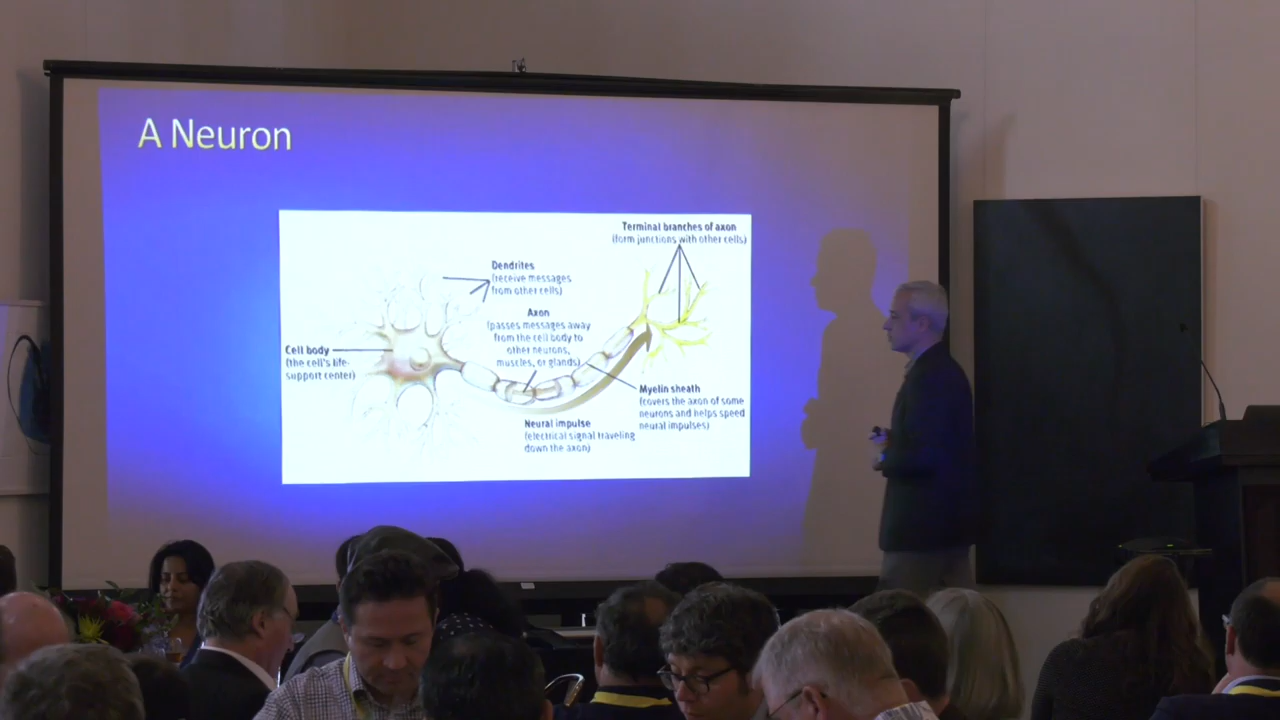 A Neuron
Terminal branches of axon
(form junctions with other cells)
Dendrites
(receive messages
from other cells)
Axon
(passes messages away
from the cell body to
other neurons,
muscles, or glands)
Cell body
(the cell's life-
support center)
Myelin sheath
(covers the axon of some
neurons and helps speed
neural impulses)
Neural impulse
(electrical signal traveling
down the axon)